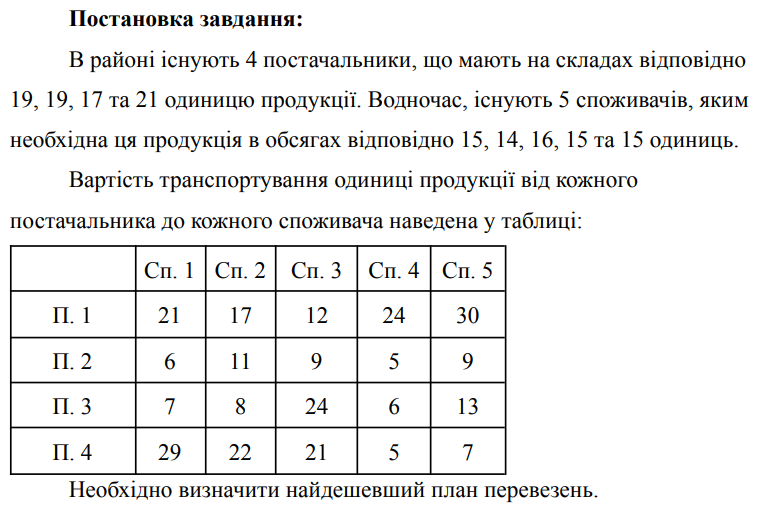 Постановка завдання:
В районі існують 4 постачальники, що мають на складах відповідно
19, 19, 17 та 21 одиницю продукції. Водночас, існують 5 споживачів, яким
необхідна ця продукція в обсягах відповідно 15, 14, 16, 15 та 15 одиниць.
Вартість транспортування одиниці продукції від кожного
постачальника до кожного споживача наведена у таблиці:
Сп. 1 Сп. 2 Сп. 3 Сп. 4 Сп. 5
П. 1 21 17 12 24 30
П. 2 6 11 9 5 9
П. 3 7 8 24 6 13
П. 4 29 22 21 5 7
Необхідно визначити найдешевший план перевезень.